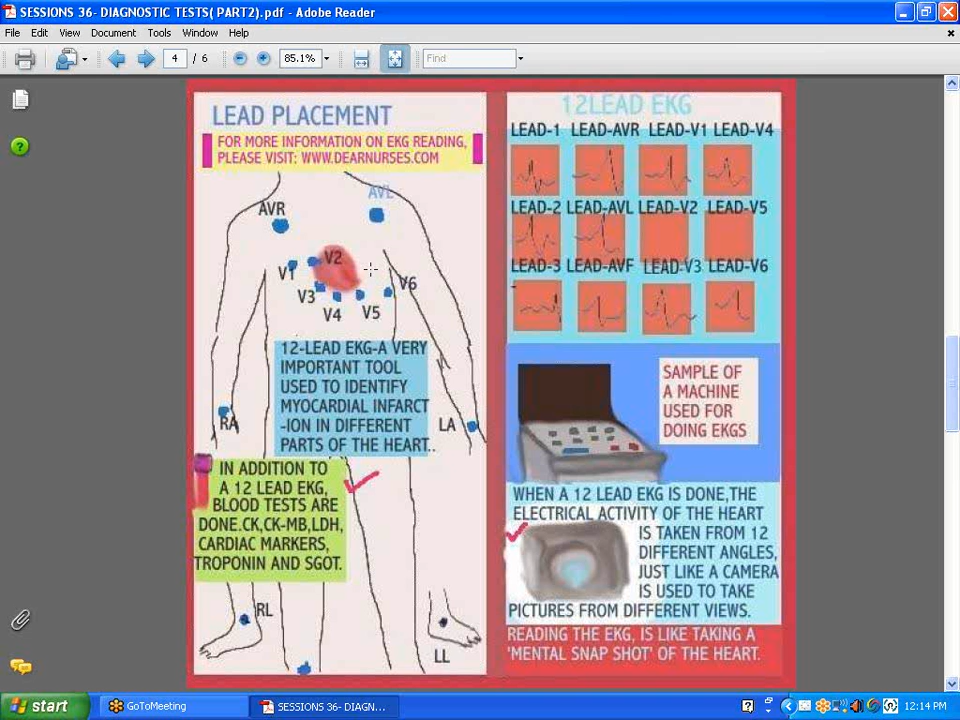 SESSIONS 36- DIAGNOSTIC TESTS( PART2).pdf - Adobe Reader
File Edit View Document Tools Window Help
4 / 6 85.1% Find
LEAD PLACEMENT
FOR MORE INFORMATION ON EKG READING,
PLEASE VISIT: WWW.DEARNURSES.COM
AVR
AVL
V1
V2
V3
V4
V5
V6
12-LEAD EKG-A VERY
IMPORTANT TOOL
USED TO IDENTIFY
MYOCARDIAL INFARCT
-ION IN DIFFERENT
PARTS OF THE HEART..
RA
LA
IN ADDITION TO
A 12 LEAD EKG,
BLOOD TESTS ARE
DONE.CK,CK-MB,LDH,
CARDIAC MARKERS,
TROPONIN AND SGOT.
RL
LL
12LEAD EKG
LEAD-1 LEAD-AVR LEAD-V1 LEAD-V4
LEAD-2 LEAD-AVL LEAD-V2 LEAD-V5
LEAD-3 LEAD-AVF LEAD-V3 LEAD-V6
SAMPLE OF
A MACHINE
USED FOR
DOING EKGS
WHEN A 12 LEAD EKG IS DONE,THE
ELECTRICAL ACTIVITY OF THE HEART
IS TAKEN FROM 12
DIFFERENT ANGLES,
JUST LIKE A CAMERA
IS USED TO TAKE
PICTURES FROM DIFFERENT VIEWS.
READING THE EKG, IS LIKE TAKING A
'MENTAL SNAP SHOT' OF THE HEART.
start GoToMeeting SESSIONS 36- DIAGN... 12:14 PM